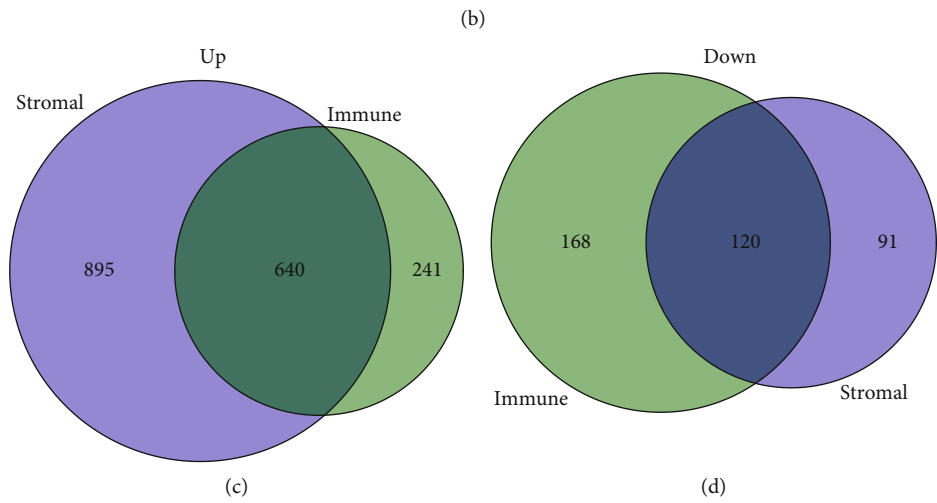 (b)
Up
Stromal
Immune
895
640
241
(c)
Down
168
120
91
Immune
Stromal
(d)